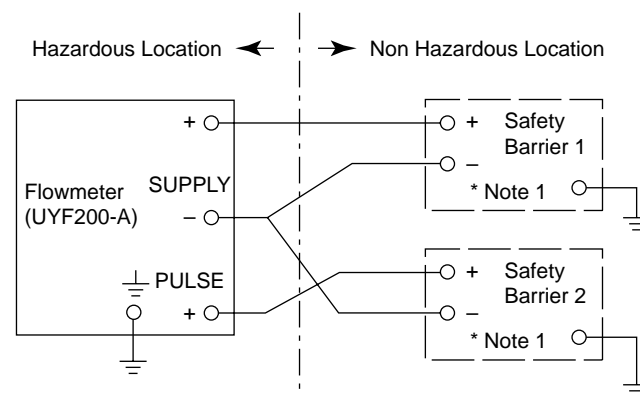 Hazardous Location
Non Hazardous Location
+
SUPPLY
Flowmeter
(UYF200-A)
–
PULSE
+
+ Safety
Barrier 1
–
* Note 1
+ Safety
Barrier 2
–
* Note 1